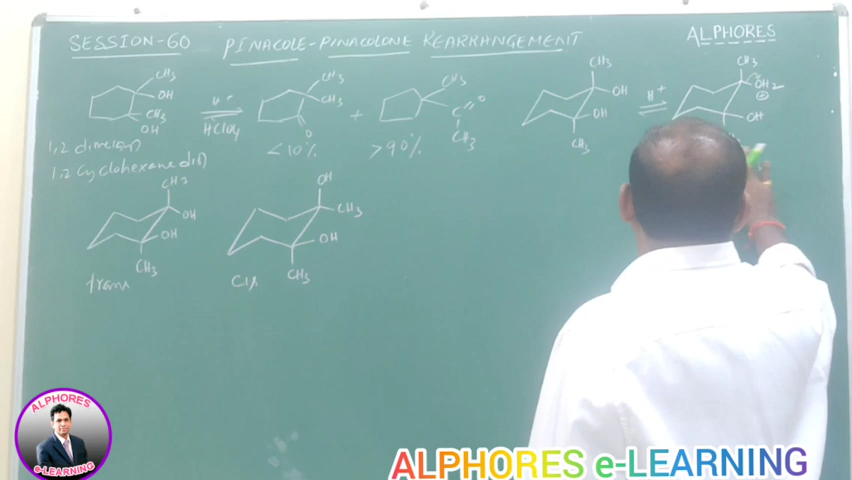 SESSION-60 PINACOLE-PINACOLONE REARRANGEMENT
ALPHORES
CH3
OH
CH3
OH
H+
HClO4
CH3
CH3
O
<10%
+
CH3
C
O
CH3
>90%
CH3
OH
OH
CH3
H+
CH3
OH2
+
OH
1,2
1,2 Cyclohexane
CH3
OH
OH
CH3
trans
OH
CH3
OH
CH3
Cis
ALPHORES
e-LEARNING
ALPHORES e-LEARNING